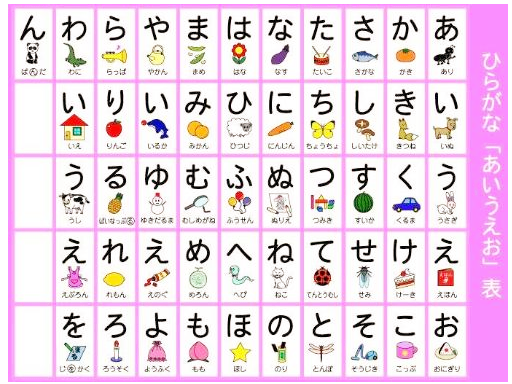 ひらがな「あいうえお」表
あ
あり
い
いぬ
う
うさぎ
え
えほん
お
おにぎり
か
かき
き
きつね
く
くるま
け
けーき
こ
こっぷ
さ
さかな
し
しいたけ
す
すいか
せ
せみ
そ
そうじき
た
たいこ
ち
ちょうちょ
つ
つみき
て
てんとうむし
と
とんぼ
な
なす
に
にんじん
ぬ
ぬりえ
ね
ねこ
の
のり
は
はな
ひ
ひつじ
ふ
ふうせん
へ
へび
ほ
ほし
ま
まめ
み
みかん
む
むしめがね
め
めろん
も
もも
や
やかん
い
いるか
ゆ
ゆきだるま
え
えのぐ
よ
ようふく
ら
らっぱ
り
りんご
る
ぱいなっぷる
れ
れもん
ろ
ろうそく
わ
わに
い
いえ
う
うし
え
えぷろん
を
じをかく
ん
ぱんだ